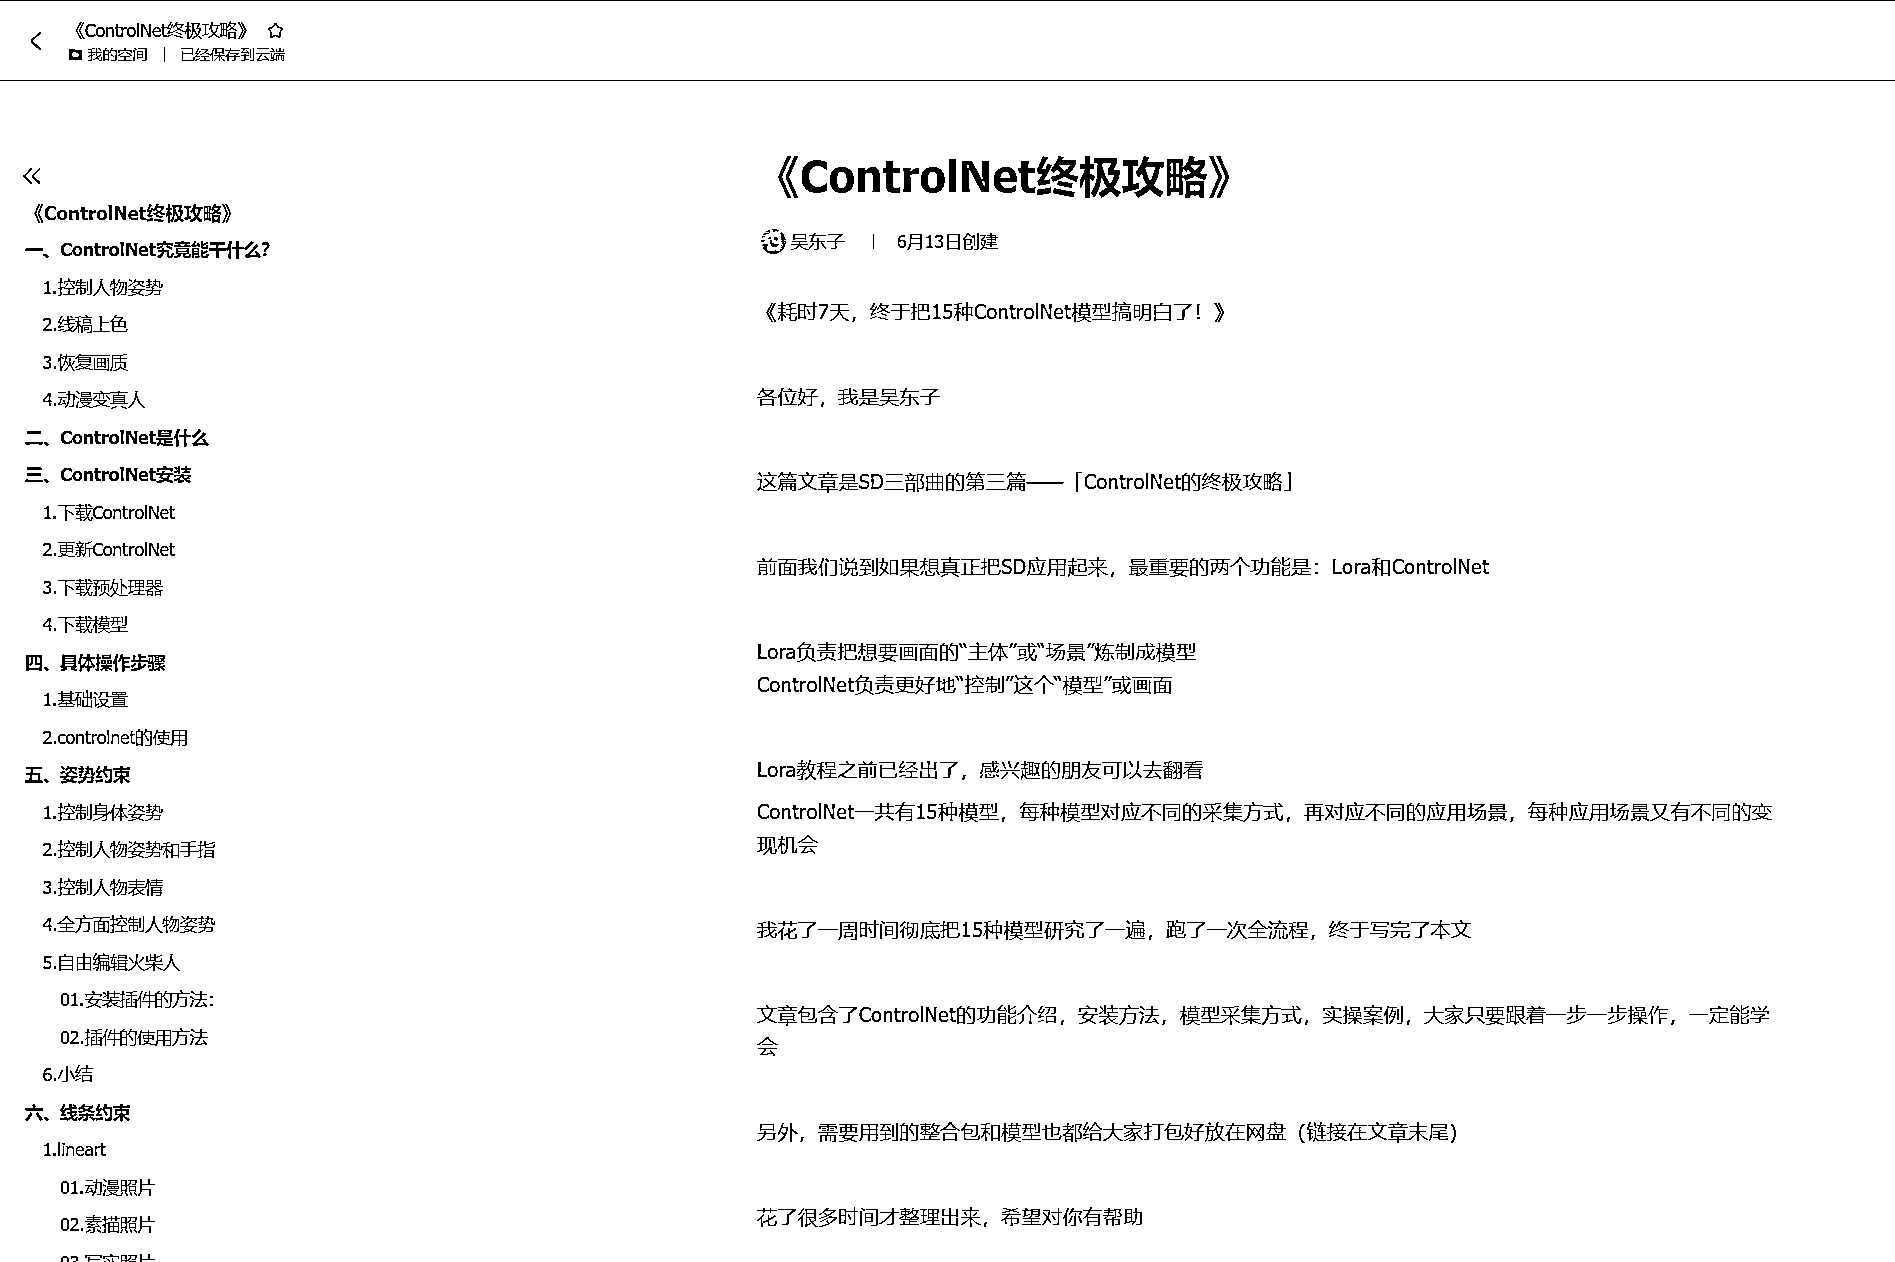 《ControlNet终极攻略》
我的空间 | 已经保存到云端
《ControlNet终极攻略》
一、ControlNet究竟能干什么?
1.控制人物姿势
2.线稿上色
3.恢复画质
4.动漫变真人
二、ControlNet是什么
三、ControlNet安装
1.下载ControlNet
2.更新ControlNet
3.下载预处理器
4.下载模型
四、具体操作步骤
1.基础设置
2.controlnet的使用
五、姿势约束
1.控制身体姿势
2.控制人物姿势和手指
3.控制人物表情
4.全方面控制人物姿势
5.自由编辑火柴人
01.安装插件的方法:
02.插件的使用方法
6.小结
六、线条约束
1.lineart
01.动漫照片
02.素描照片
03.写实照片
《ControlNet终极攻略》
吴东子 | 6月13日创建
《耗时7天，终于把15种ControlNet模型搞明白了！》
各位好，我是吴东子
这篇文章是SD三部曲的第三篇——「ControlNet的终极攻略」
前面我们说到如果想真正把SD应用起来，最重要的两个功能是：Lora和ControlNet
Lora负责把想要画面的“主体”或“场景”炼制成模型
ControlNet负责更好地“控制”这个“模型”或画面
Lora教程之前已经出了，感兴趣的朋友可以去翻看
ControlNet一共有15种模型，每种模型对应不同的采集方式，再对应不同的应用场景，每种应用场景又有不同的变
现机会
我花了一周时间彻底把15种模型研究了一遍，跑了一次全流程，终于写完了本文
文章包含了ControlNet的功能介绍，安装方法，模型采集方式，实操案例，大家只要跟着一步一步操作，一定能学
会
另外，需要用到的整合包和模型也都给大家打包好放在网盘（链接在文章末尾）
花了很多时间才整理出来，希望对你有帮助